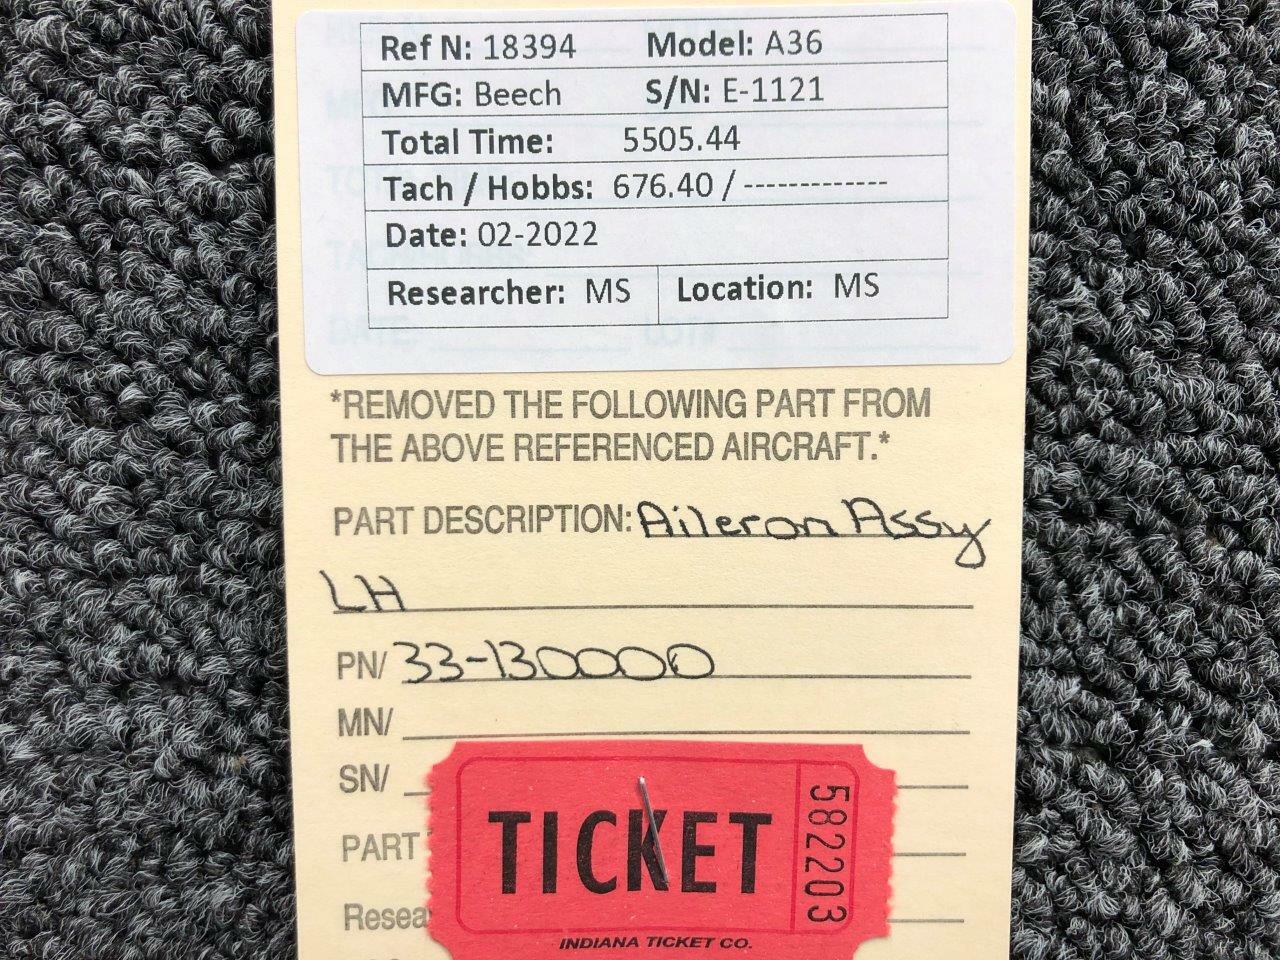 Ref N: 18394 Model: A36
MFG: Beech S/N: E-1121
Total Time: 5505.44
Tach / Hobbs: 676.40 / -------------
Date: 02-2022
Researcher: MS Location: MS
*REMOVED THE FOLLOWING PART FROM
THE ABOVE REFERENCED AIRCRAFT.*
PART DESCRIPTION: Aileron Assy
LH
PN/ 33-130000
MN/
SN/
PART
TICKET
582203
INDIANA TICKET CO.